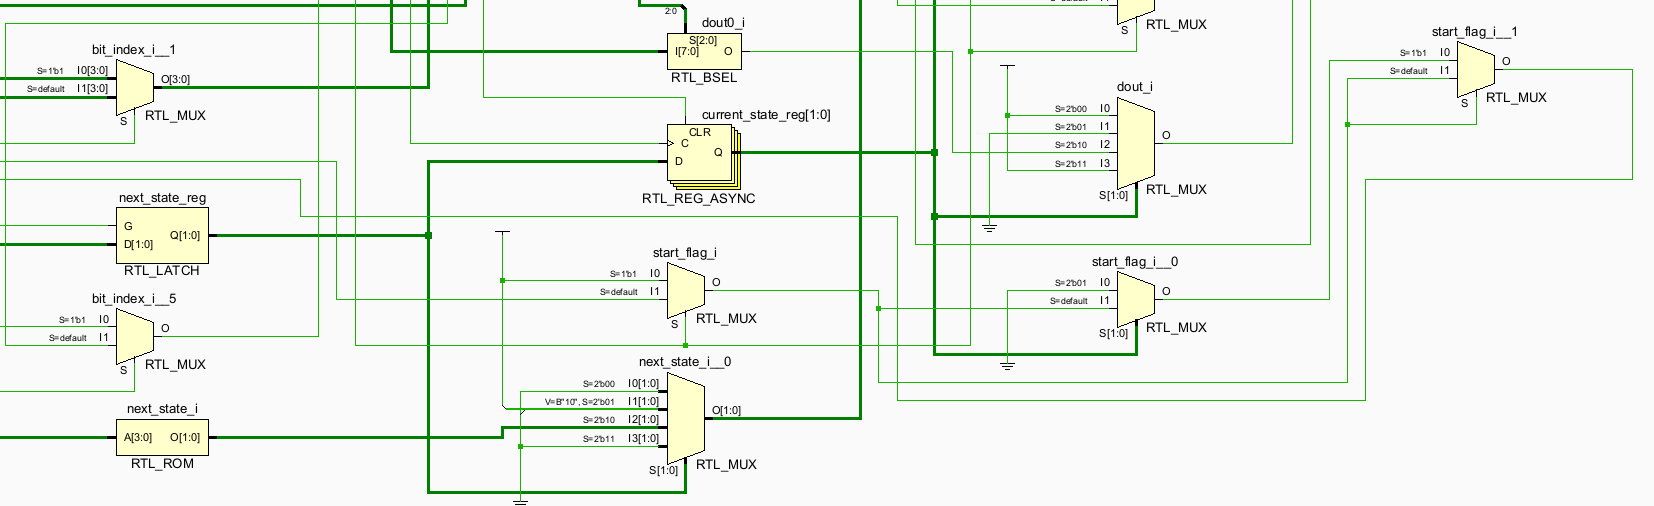 2:0
dout0_i
S[2:0]
I[7:0]
O
RTL_BSEL
S
RTL_MUX
start_flag_i__1
S=1'b1
I0
S=default
I1
O
S
RTL_MUX
bit_index_i__1
S=1'b1
I0[3:0]
S=default
I1[3:0]
O[3:0]
S
RTL_MUX
dout_i
S=2'b00
I0
S=2'b01
I1
S=2'b10
I2
S=2'b11
I3
O
S[1:0]
RTL_MUX
current_state_reg[1:0]
CLR
C
D
Q
RTL_REG_ASYNC
next_state_reg
G
D[1:0]
Q[1:0]
RTL_LATCH
start_flag_i
S=1'b1
I0
S=default
I1
O
S
RTL_MUX
start_flag_i__0
S=2'b01
I0
S=default
I1
O
S[1:0]
RTL_MUX
bit_index_i__5
S=1'b1
I0
S=default
I1
O
S
RTL_MUX
next_state_i__0
S=2'b00
I0[1:0]
V=B"10", S=2'b01
I1[1:0]
S=2'b10
I2[1:0]
S=2'b11
I3[1:0]
O[1:0]
S[1:0]
RTL_MUX
next_state_i
A[3:0]
O[1:0]
RTL_ROM